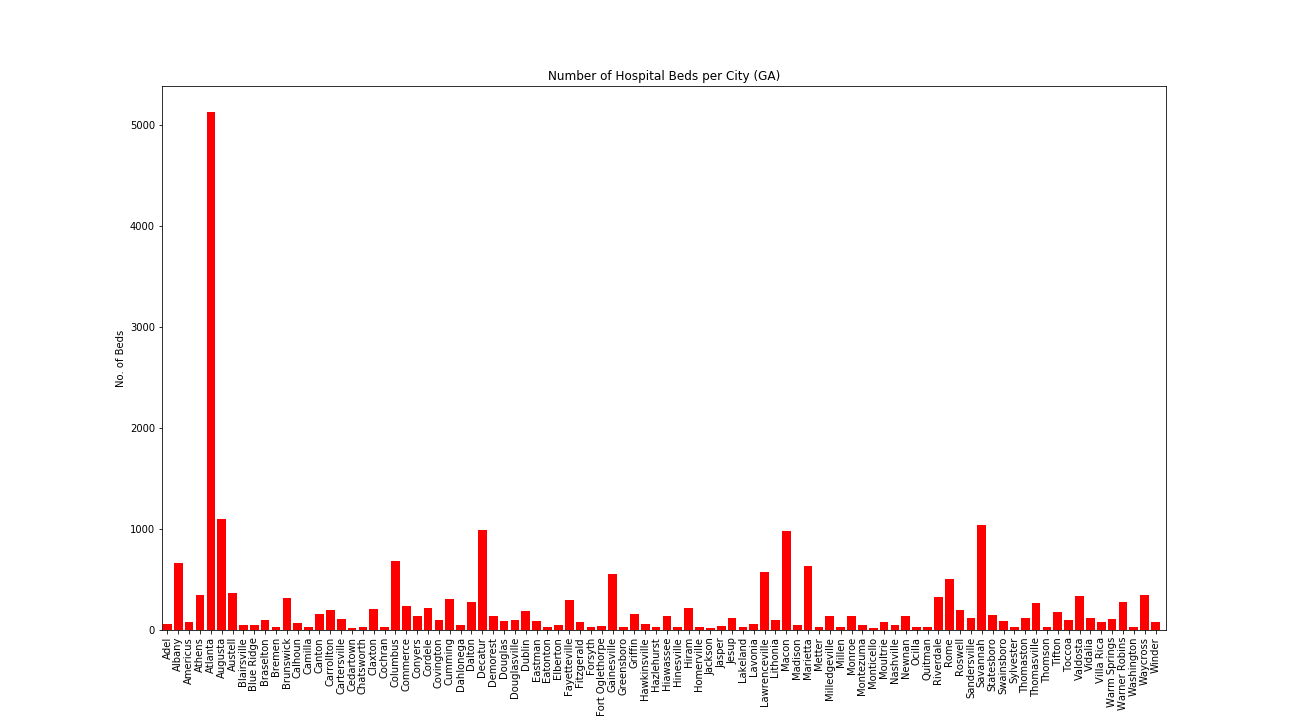 Number of Hospital Beds per City (GA)
No. of Beds
5000
4000
3000
2000
1000
0
Adel
Albany
Americus
Athens
Atlanta
Augusta
Austell
Blairsville
Blue Ridge
Braselton
Bremen
Brunswick
Calhoun
Camilla
Canton
Carrollton
Cartersville
Cedartown
Chatsworth
Claxton
Cochran
Columbus
Commerce
Conyers
Cordele
Covington
Cumming
Dahlonega
Dalton
Decatur
Demorest
Douglas
Douglasville
Dublin
Eastman
Eatonton
Elberton
Fayetteville
Fitzgerald
Forsyth
Fort Oglethorpe
Gainesville
Greensboro
Griffin
Hawkinsville
Hazlehurst
Hiawassee
Hinesville
Hiram
Homerville
Jackson
Jasper
Jesup
Lakeland
Lavonia
Lawrenceville
Lithonia
Macon
Madison
Marietta
Metter
Milledgeville
Millen
Monroe
Montezuma
Monticello
Moultrie
Nashville
Newnan
Ocilla
Quitman
Riverdale
Rome
Roswell
Sandersville
Savannah
Statesboro
Swainsboro
Sylvester
Thomaston
Thomasville
Thomson
Tifton
Toccoa
Valdosta
Vidalia
Villa Rica
Warm Springs
Warner Robins
Washington
Waycross
Winder